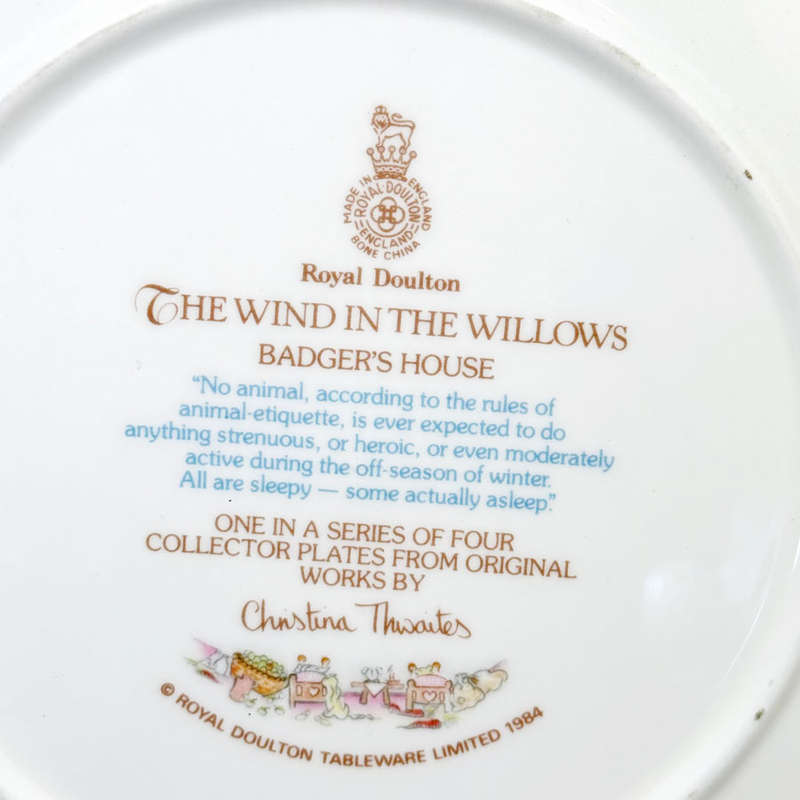 MADE IN ENGLAND
ROYAL DOULTON
ENGLAND
BONE CHINA
Royal Doulton
THE WIND IN THE WILLOWS
BADGER'S HOUSE
“No animal, according to the rules of
animal-etiquette, is ever expected to do
anything strenuous, or heroic, or even moderately
active during the off-season of winter.
All are sleepy — some actually asleep.”
ONE IN A SERIES OF FOUR
COLLECTOR PLATES FROM ORIGINAL
WORKS BY
Christina Thwaites
© ROYAL DOULTON TABLEWARE LIMITED 1984